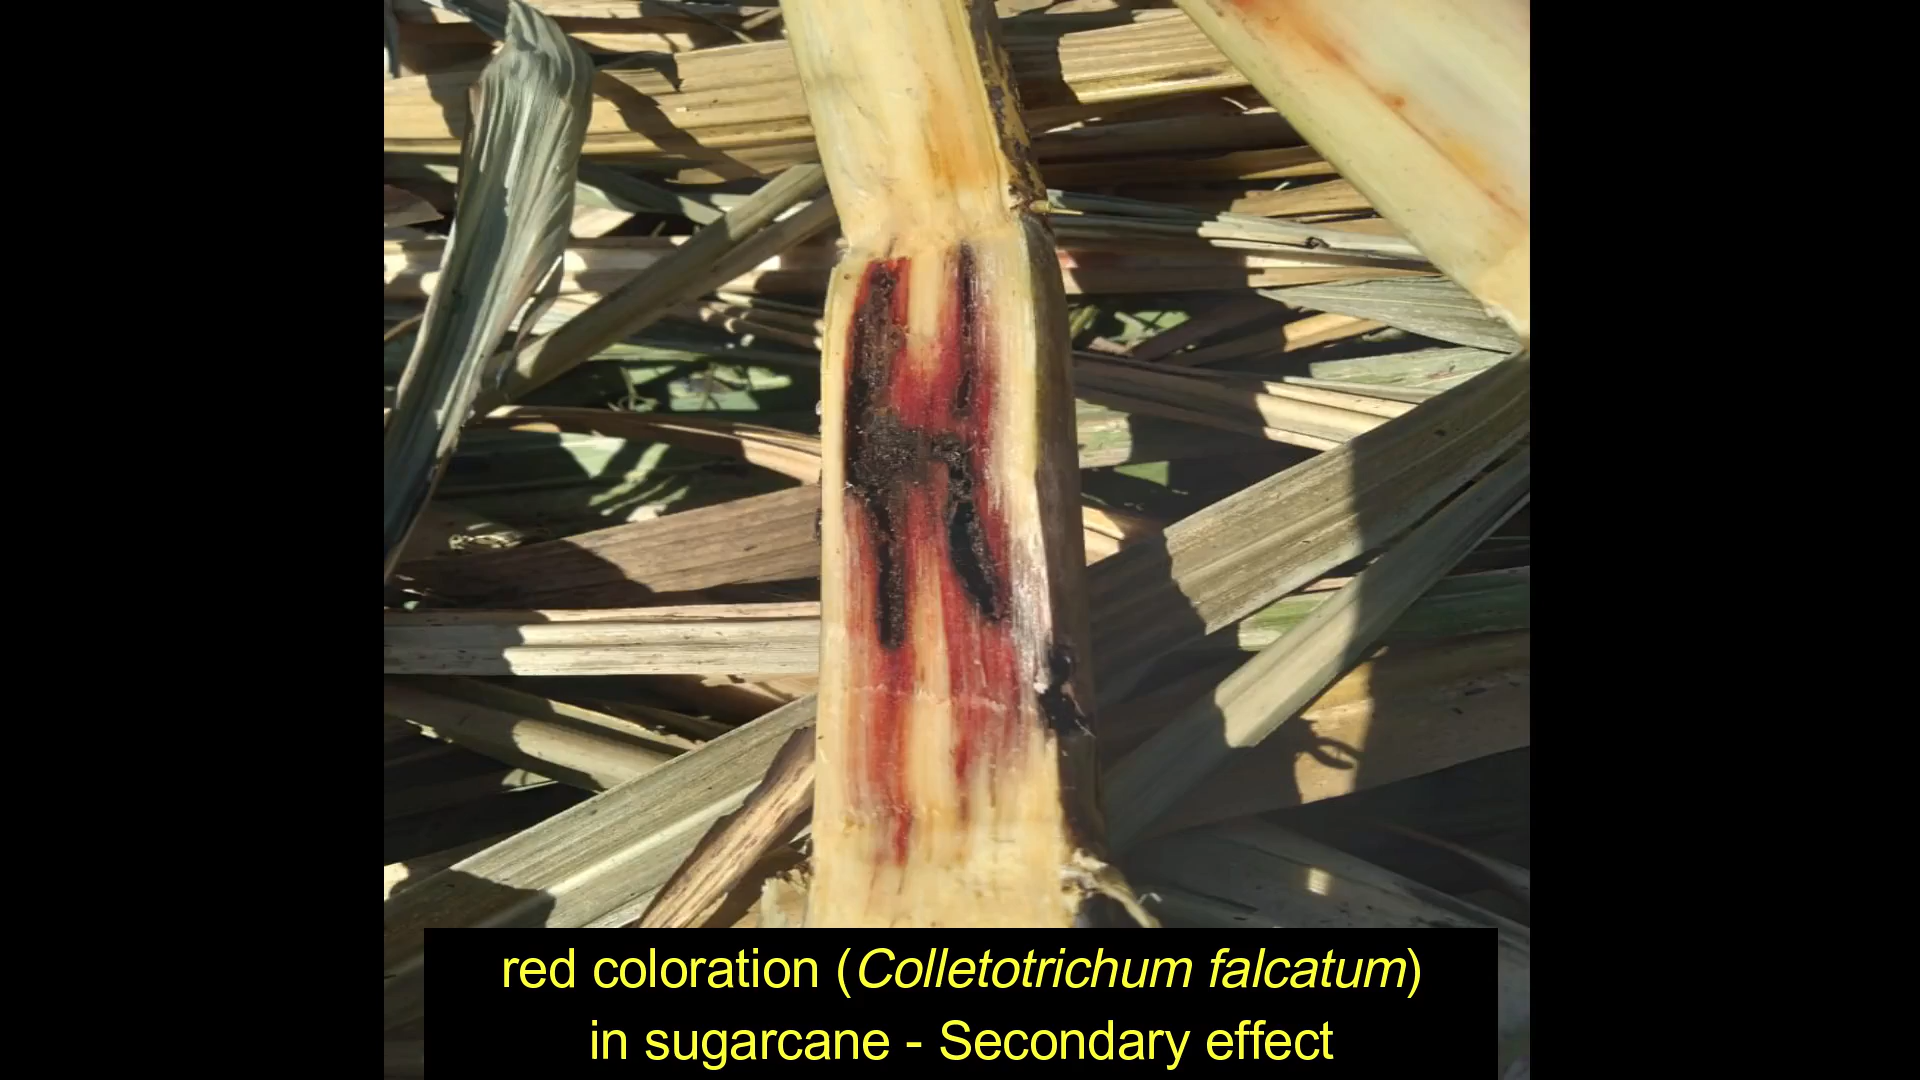 red coloration (Colletotrichum falcatum)
in sugarcane - Secondary effect